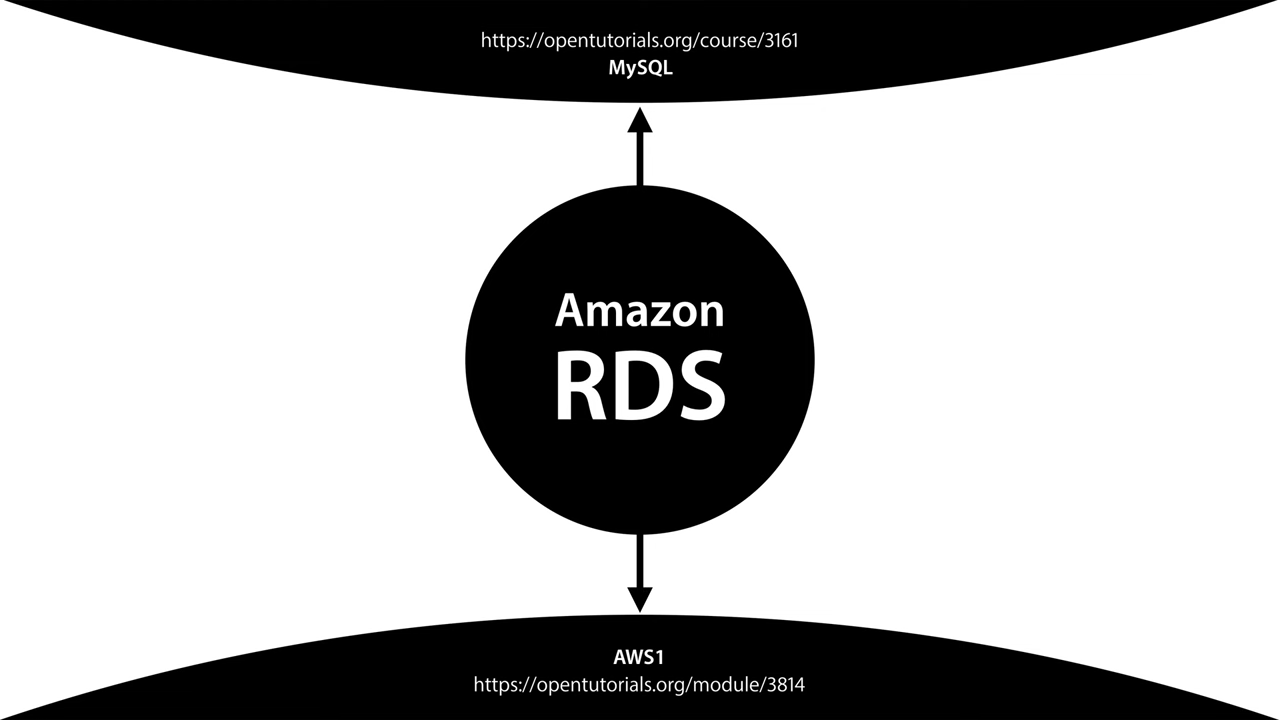 https://opentutorials.org/course/3161
MySQL
Amazon
RDS
AWS1
https://opentutorials.org/module/3814